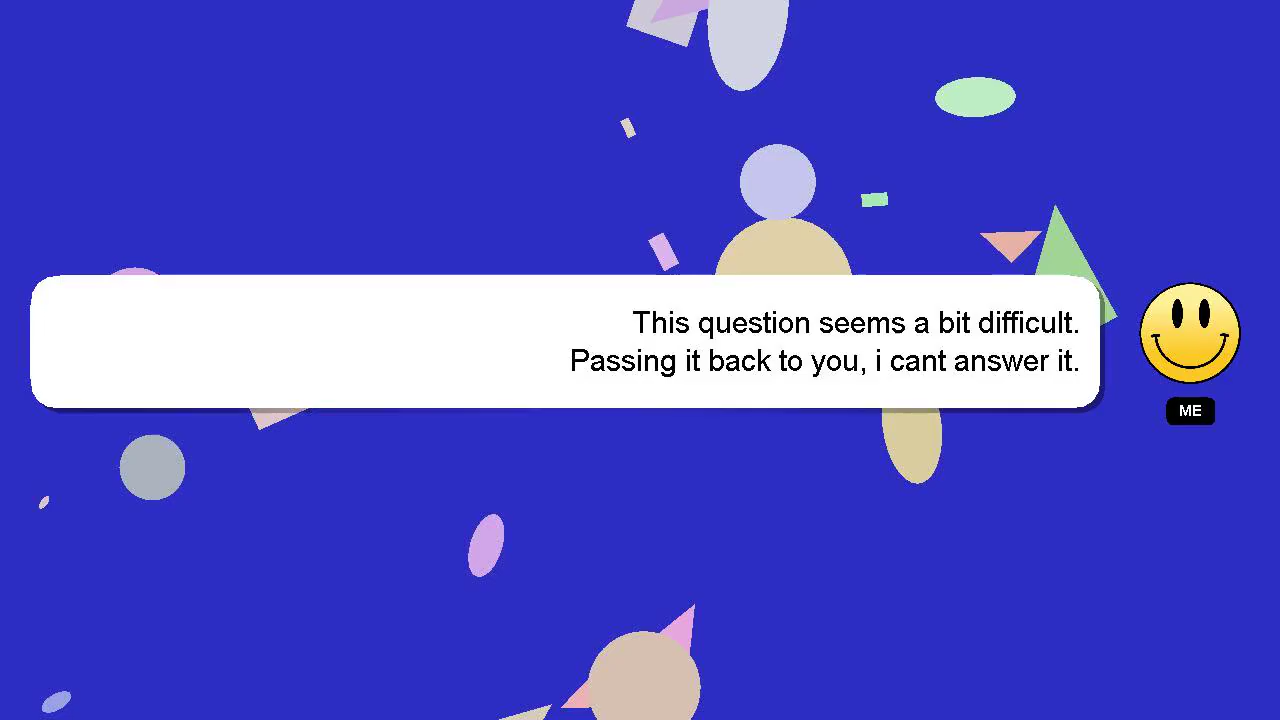 This question seems a bit difficult.
Passing it back to you, i cant answer it.
ME